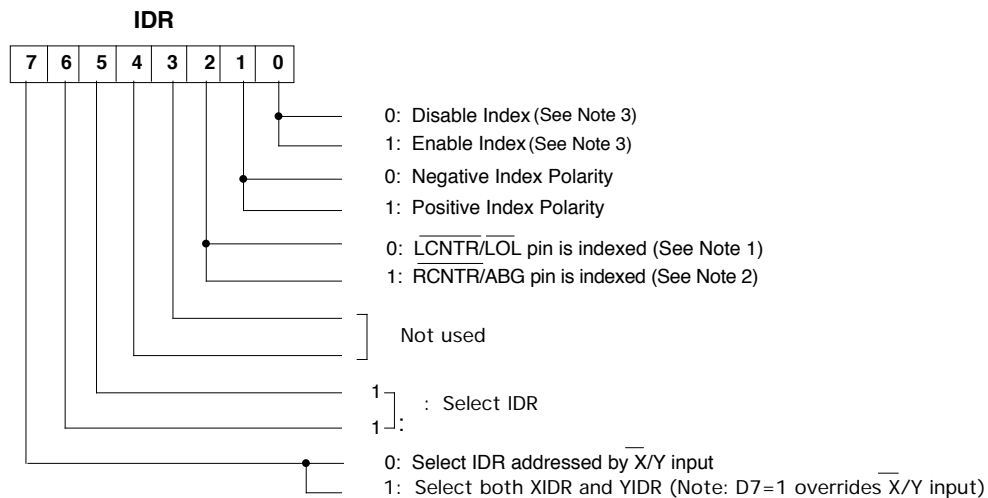 IDR
7 6 5 4 3 2 1 0
0: Disable Index (See Note 3)
1: Enable Index (See Note 3)
0: Negative Index Polarity
1: Positive Index Polarity
0: L̅C̅N̅T̅R̅/L̅O̅L̅ pin is indexed (See Note 1)
1: R̅C̅N̅T̅R̅/ABG pin is indexed (See Note 2)
Not used
1
: Select IDR
1 :
0: Select IDR addressed by X̅/Y input
1: Select both XIDR and YIDR (Note: D7=1 overrides X̅/Y input)